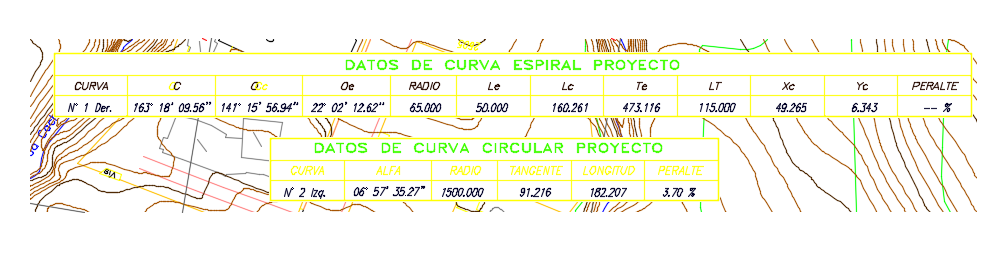 DATOS DE CURVA ESPIRAL PROYECTO
CURVA OC OCc Oe RADIO Le Lc Te LT Xc Yc PERALTE
N° 1 Der. 163° 18' 09.56" 141° 15' 56.94" 22° 02' 12.62" 65.000 50.000 160.261 473.116 115.000 49.265 6.343 -- %
DATOS DE CURVA CIRCULAR PROYECTO
CURVA ALFA RADIO TANGENTE LONGITUD PERALTE
N° 2 Izq. 06° 57' 35.27" 1500.000 91.216 182.207 3.70 %
Via